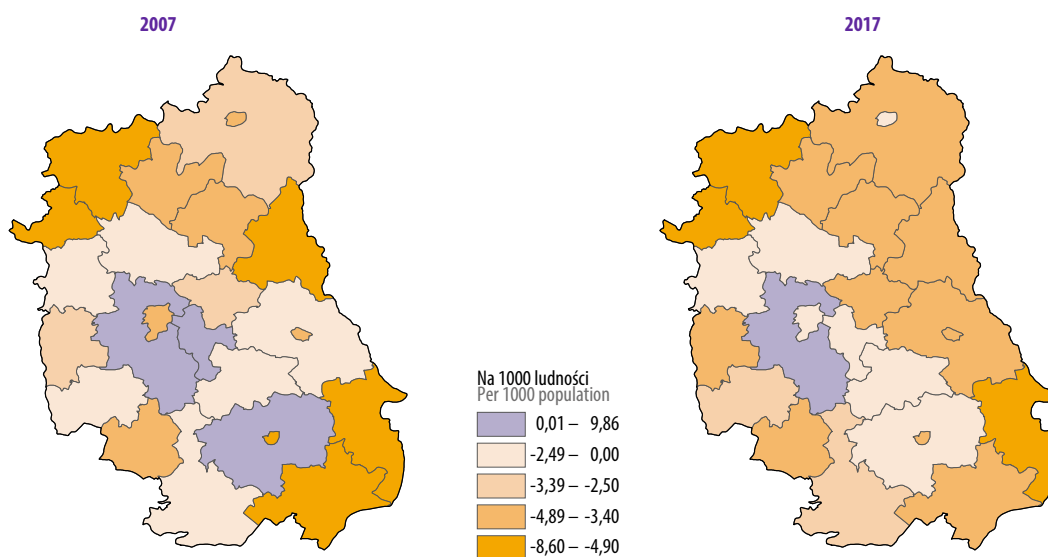 2007
2017
Na 1000 ludności
Per 1000 population
0,01 – 9,86
-2,49 – 0,00
-3,39 – -2,50
-4,89 – -3,40
-8,60 – -4,90